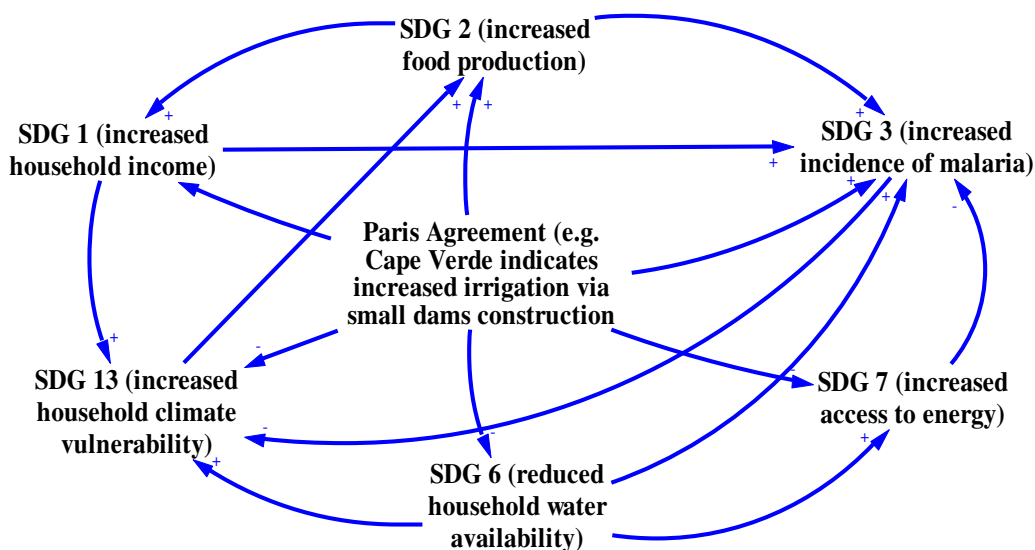 SDG 2 (increased
food production)
SDG 1 (increased
household income)
SDG 3 (increased
incidence of malaria)
Paris Agreement (e.g.
Cape Verde indicates
increased irrigation via
small dams construction
SDG 13 (increased
household climate
vulnerability)
SDG 7 (increased
access to energy)
SDG 6 (reduced
household water
availability)
+
+
+
+
+
+
+
-
+
-
-
-
-
+
+